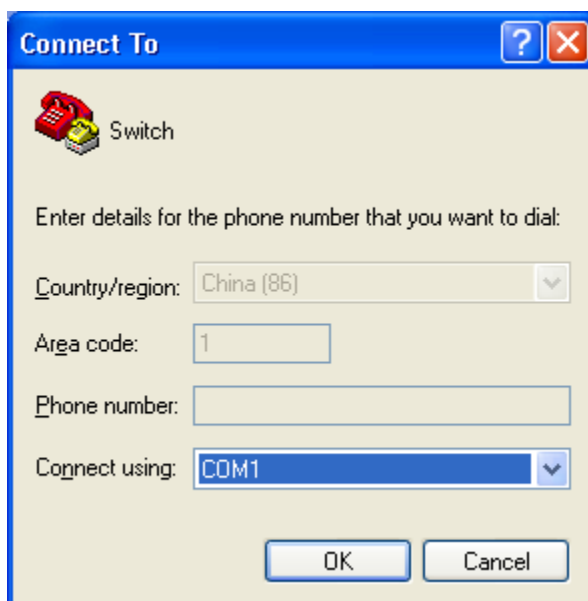 Connect To
Switch
Enter details for the phone number that you want to dial:
Country/region: China (86)
Area code: 1
Phone number:
Connect using: COM1
OK Cancel